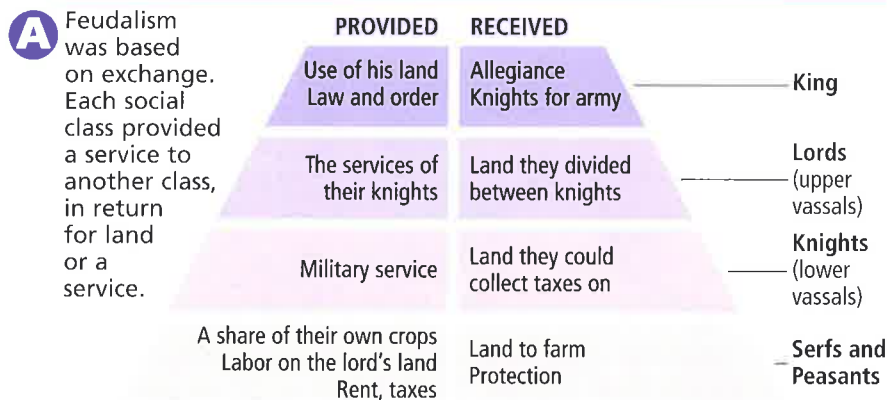 A
Feudalism
was based
on exchange.
Each social
class provided
a service to
another class,
in return
for land
or a
service.
PROVIDED RECEIVED
Use of his land
Law and order
Allegiance
Knights for army
King
The services of
their knights
Land they divided
between knights
Lords
(upper
vassals)
Military service
Land they could
collect taxes on
Knights
(lower
vassals)
A share of their own crops
Labor on the lord's land
Rent, taxes
Land to farm
Protection
Serfs and
Peasants